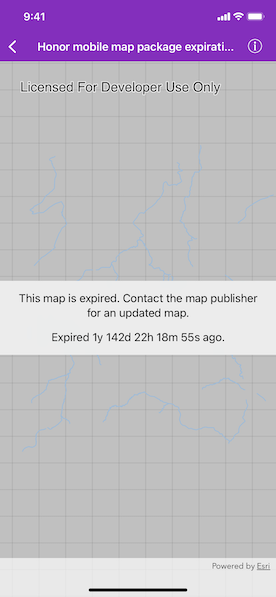 9:41
Honor mobile map package expirati...
Licensed For Developer Use Only
This map is expired. Contact the map publisher
for an updated map.
Expired 1y 142d 22h 18m 55s ago.
Powered by Esri